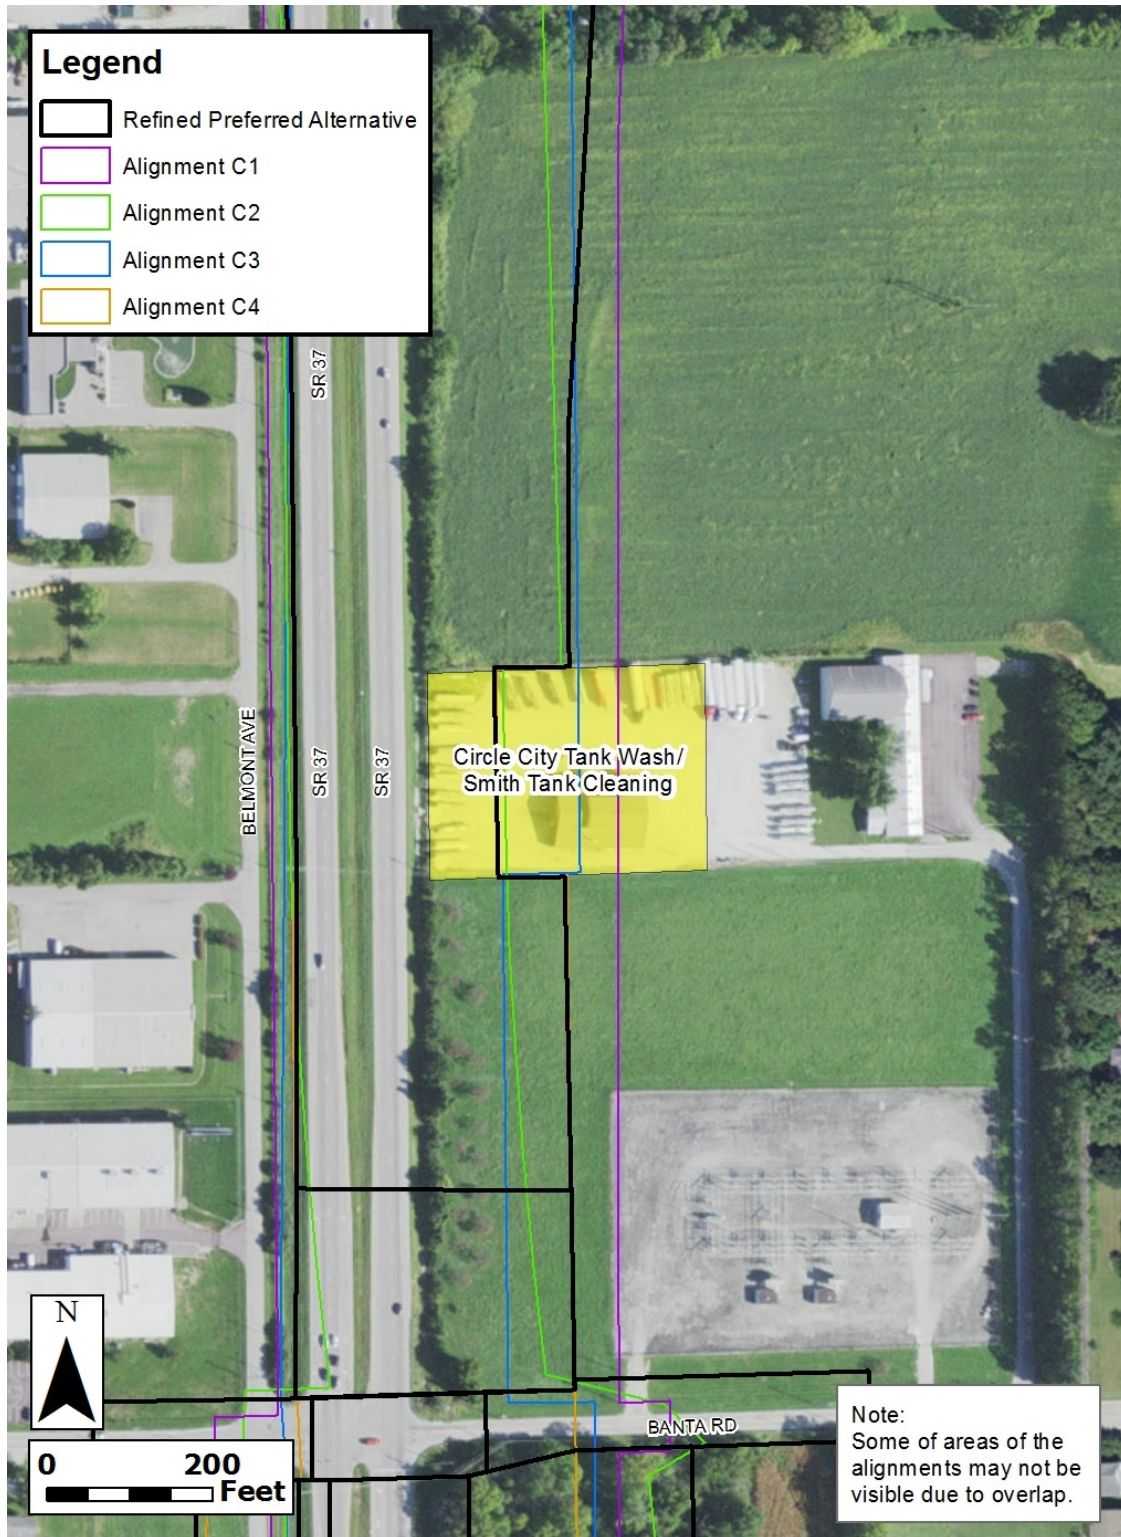 Legend
Refined Preferred Alternative
Alignment C1
Alignment C2
Alignment C3
Alignment C4
SR 37
BELMONT AVE
SR 37
SR 37
Circle City Tank Wash/
Smith Tank Cleaning
N
0 200
Feet
BANTA RD
Note:
Some of areas of the
alignments may not be
visible due to overlap.